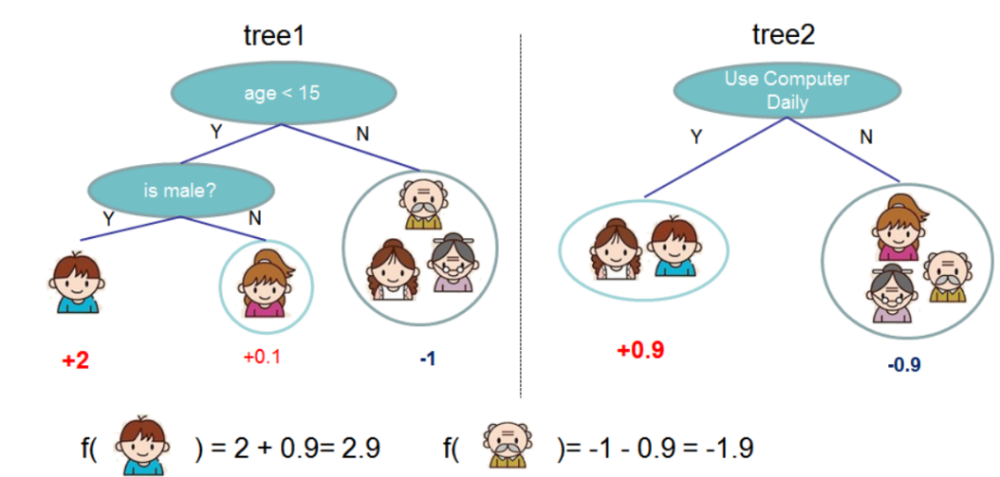 tree1
age < 15
Y
N
is male?
Y
N
+2
+0.1
-1
tree2
Use Computer
Daily
Y
N
+0.9
-0.9
f( ) = 2 + 0.9= 2.9
f( )= -1 - 0.9 = -1.9